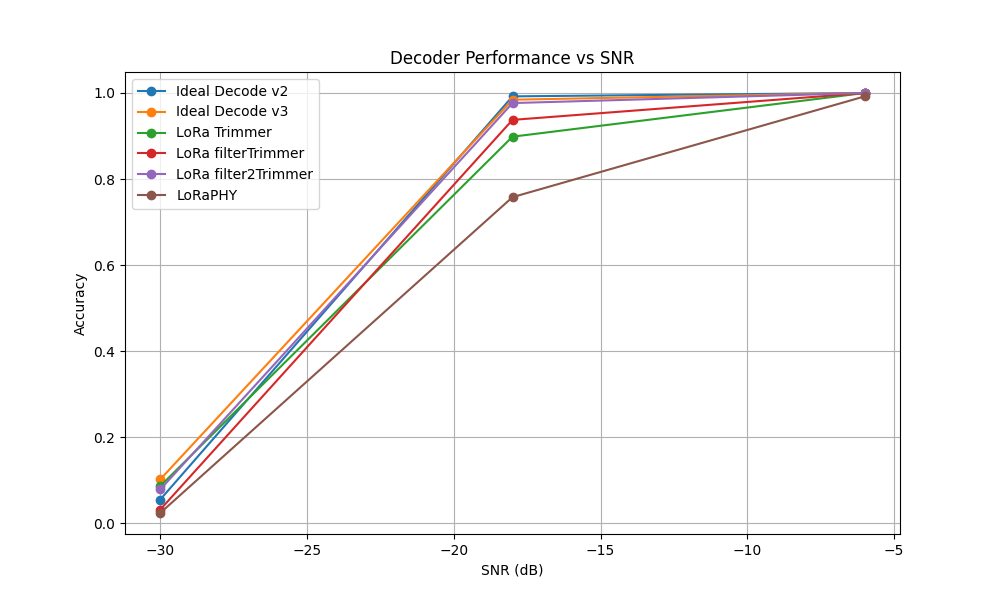 Decoder Performance vs SNR
Ideal Decode v2
Ideal Decode v3
LoRa Trimmer
LoRa filterTrimmer
LoRa filter2Trimmer
LoRaPHY
Accuracy
1.0
0.8
0.6
0.4
0.2
0.0
−30 −25 −20 −15 −10 −5
SNR (dB)